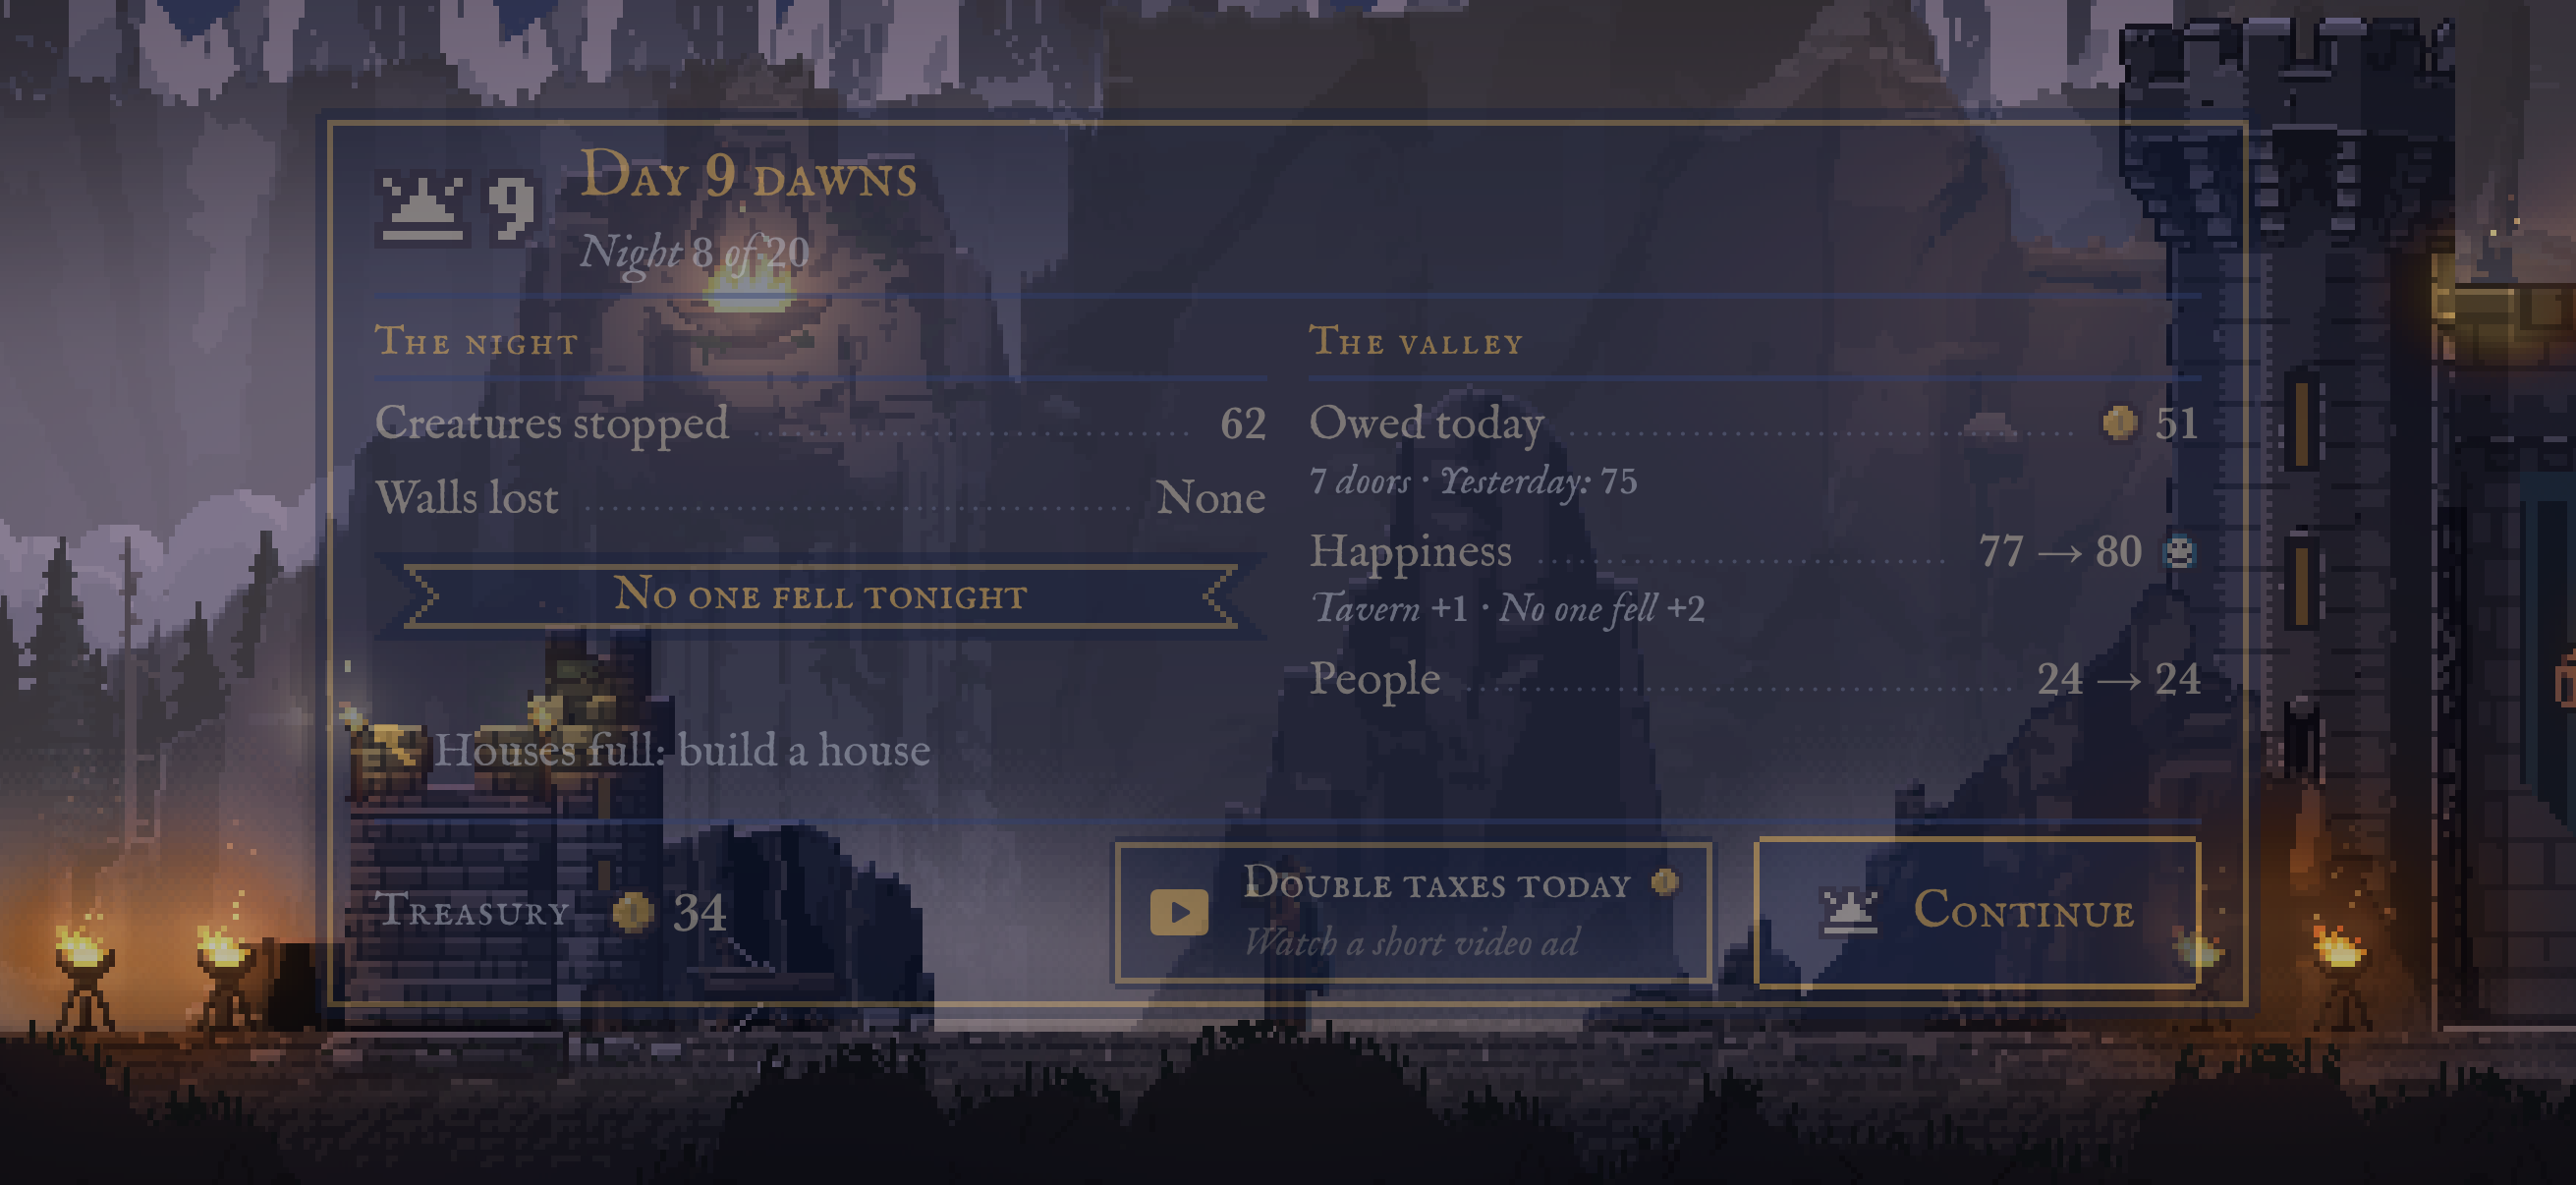 9
Day 9 dawns
Night 8 of 20
The night
Creatures stopped 62
Walls lost None
No one fell tonight
Houses full: build a house
The valley
Owed today 51
7 doors · Yesterday: 75
Happiness 77 → 80
Tavern +1 · No one fell +2
People 24 → 24
Treasury 34
Double taxes today
Watch a short video ad
Continue